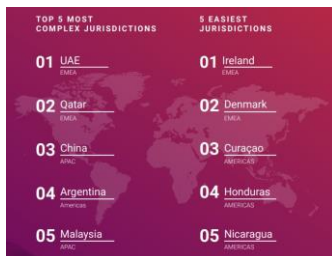 TOP 5 MOST
COMPLEX JURISDICTIONS
01 UAE
EMEA
02 Qatar
EMEA
03 China
APAC
04 Argentina
Americas
05 Malaysia
APAC
5 EASIEST
JURISDICTIONS
01 Ireland
EMEA
02 Denmark
EMEA
03 Curaçao
AMERICAS
04 Honduras
AMERICAS
05 Nicaragua
AMERICAS